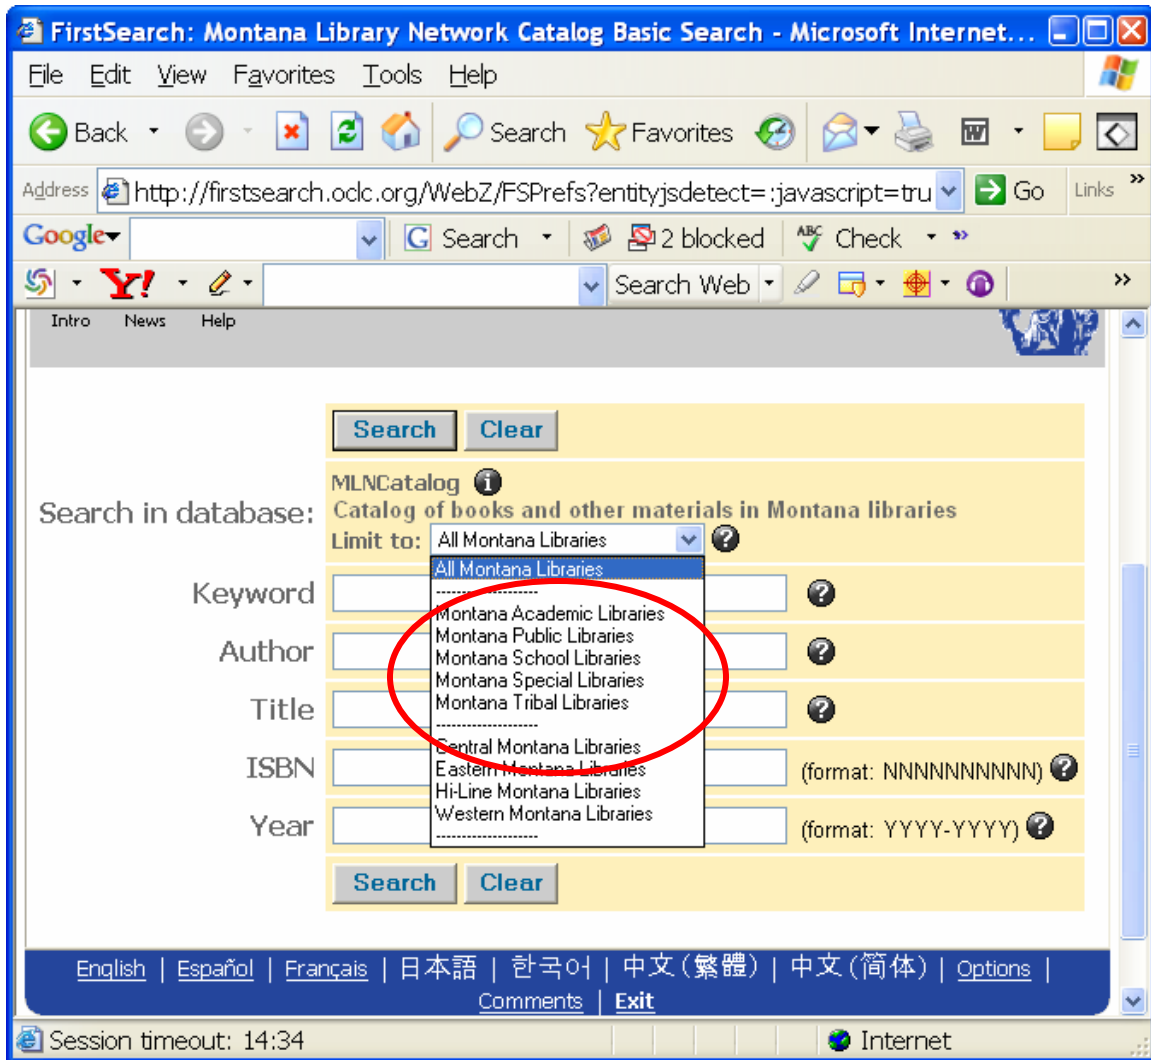 FirstSearch: Montana Library Network Catalog Basic Search - Microsoft Internet...
File Edit View Favorites Tools Help
Back Search Favorites
Address http://firstsearch.oclc.org/WebZ/FSPrefs?entityjsdetect=:javascript=tru Go Links »
Google Search 2 blocked ABC Check »
Y! Search Web »
Intro News Help
Search Clear
MLNCatalog
Search in database: Catalog of books and other materials in Montana libraries
Limit to: All Montana Libraries
All Montana Libraries
-------------------
Keyword
Montana Academic Libraries
Montana Public Libraries
Author
Montana School Libraries
Montana Special Libraries
Title
Montana Tribal Libraries
-------------------
Central Montana Libraries
ISBN
Eastern Montana Libraries
(format: NNNNNNNNNN)
Hi-Line Montana Libraries
Western Montana Libraries
Year
(format: YYYY-YYYY)
-------------------
Search Clear
English | Español | Français | 日本語 | 한국어 | 中文(繁體) | 中文(简体) | Options |
Comments | Exit
Session timeout: 14:34 Internet